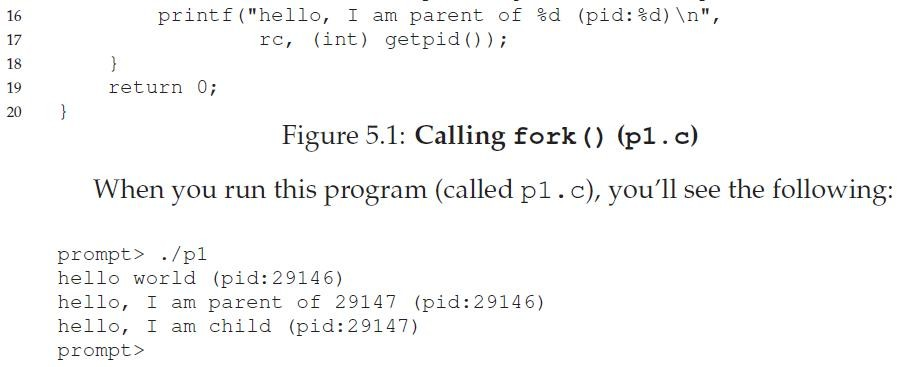 16 printf("hello, I am parent of %d (pid:%d)\n",
17 rc, (int) getpid());
18 }
19 return 0;
20 }
Figure 5.1: Calling fork() (p1.c)
When you run this program (called p1.c), you'll see the following:
prompt> ./p1
hello world (pid:29146)
hello, I am parent of 29147 (pid:29146)
hello, I am child (pid:29147)
prompt>